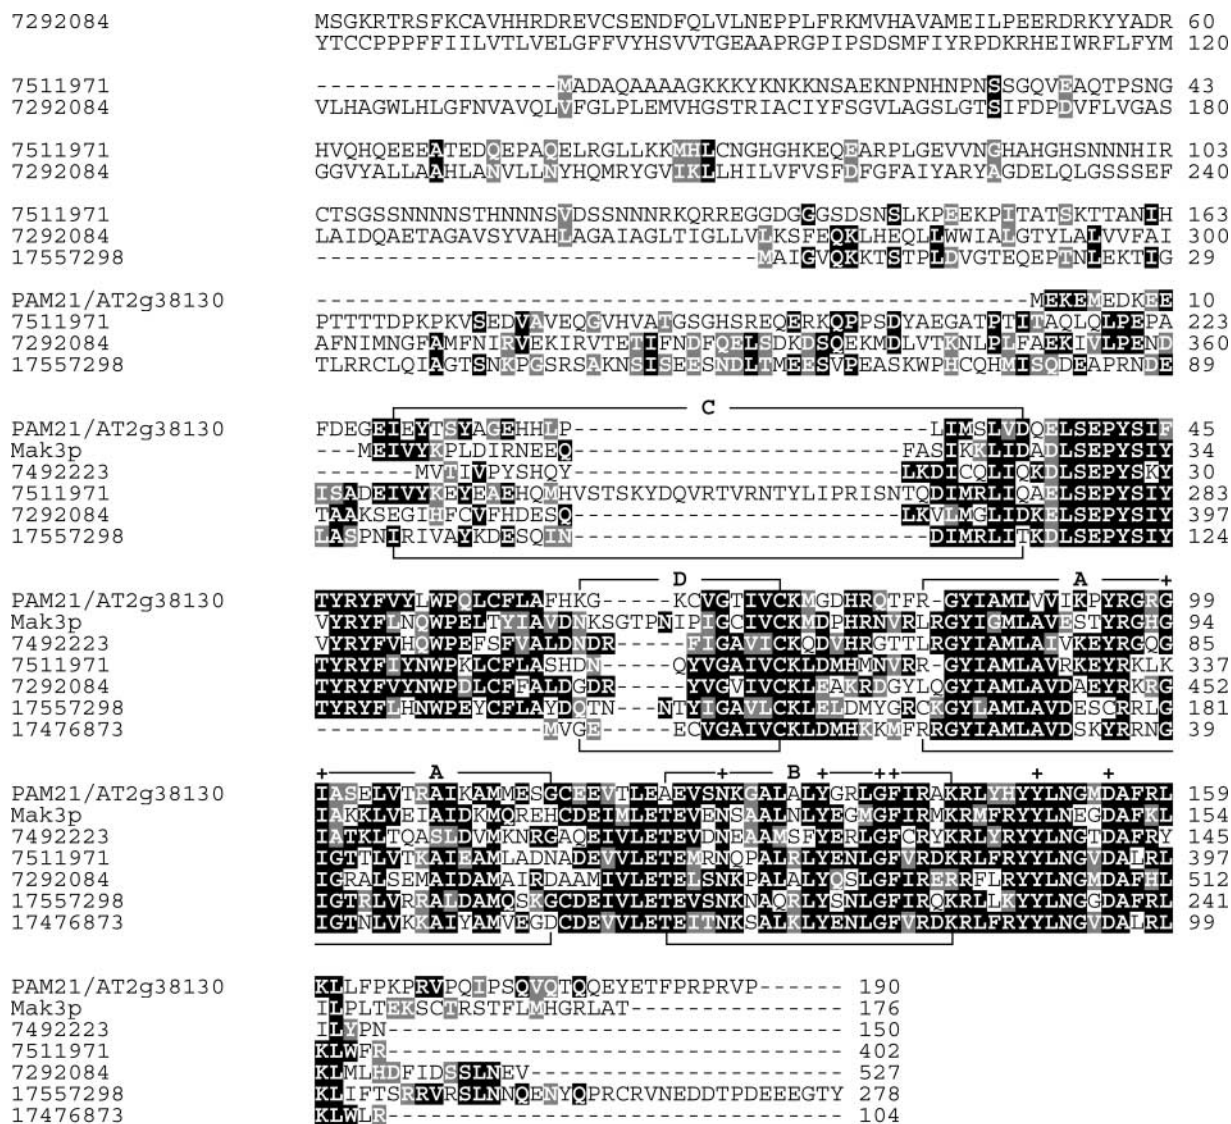 7292084 MSGKRTRSFKCAVHHRDREVCSENDFQLVLNEPPLFRKMVHAVAMEILPEERDRKYYADR 60
YTCCPPPFFIILVTLVELGFFVYHSVVTGEAAPRGPIPSDSMFIYRPDKRHEIWRFLFYM 120
7511971 -----------------MADAQAAAAGKKKYKNKKNSAEKNPNHNPNSSGQVEAQTPSNG 43
7292084 VLHAGWLHLGFNVAVQLVFGLPLEMVHGSTRIACIYFSGVLAGSLGTSIFDPDVFLVGAS 180
7511971 HVQHQEEEATEDQEPAQELRGLLKKMHLCNGHGHKEQEARPLGEVVNGHAHGHSNNNHIR 103
7292084 GGVYALLAAHLANVLLNYHQMRYGVIKLLHILVFVSFDFGFAIYARYAGDELQLGSSSEF 240
7511971 CTSGSSNNNNSTHNNNSVDSSNNNRKQRREGGDGGGSDSNSLKPEEKPITATSKTTANIH 163
7292084 LAIDQAETAGAVSYVAHLAGAIAGLTIGLLVLKSFEQKLHEQLLWWIALGTYLALVVFAI 300
17557298 -------------------------------MAIGVQKKTSTPLDVGTEQEPTNLEKTIG 29
PAM21/AT2g38130 --------------------------------------------------MEKEMEDKEE 10
7511971 PTTTTDPKPKVSEDVAVEQGVHVATGSGHSREQERKQPPSDYAEGATPTITAQLQLPEPA 223
7292084 AFNIMNGFAMFNIRVEKIRVTETIFNDFQELSDKDSQEKMDLVTKNLPLFAEKIVLPEND 360
17557298 TLRRCLQIAGTSNKPGSRSAKNSISEESNDLTMEESVPEASKWPHCQHMISQDEAPRNDE 89
C
PAM21/AT2g38130 FDEGEIEYTSYAGEHHLP-------------------------LIMSLVDQELSEPYSIF 45
Mak3p ---MEIVYKPLDIRNEEQ-----------------------FASIKKLIDADLSEPYSIY 34
7492223 -------MVTIVPYSHQY-----------------------LKDICQLIQKDLSEPYSKY 30
7511971 ISADEIVYKEYEAEHQMHVSTSKYDQVRTVRNTYLIPRISNTQDIMRLIQAELSEPYSIY 283
7292084 TAAKSEGIHFCVFHDESQ-----------------------LKVLMGLIDKELSEPYSIY 397
17557298 LASPNIRIVAYKDESQIN-------------------------DIMRLITKDLSEPYSIY 124
D A +
PAM21/AT2g38130 TYRYFVYLWPQLCFLAFHKG-----KCVGTIVCKMGDHRQTFR-GYIAMLVVIKPYRGRG 99
Mak3p VYRYFLNQWPELTYIAVDNKSGTPNIPIGCIVCKMDPHRNVRLRGYIGMLAVESTYRGHG 94
7492223 VYRYFVHQWPEFSFVALDNDR----FIGAVICKQDVHRGTTLRGYIAMLAIVKEYRGQG 85
7511971 TYRYFIYNWPKLCFLASHDN-----QYVGAIVCKLDMHMNVRR-GYIAMLAVRKEYRKLK 337
7292084 TYRYFVYNWPDLCFFALDGDR-----YVGVIVCKLEAKRDGYLQGYIAMLAVDAEYRKRG 452
17557298 TYRYFLHNWPEYCFLAYDQTN---NTYIGAVLCKLELDMYGRCKGYLAMLAVDESCRRLG 181
17476873 ----------------MVGE-----ECVGAIVCKLDMHKKMFRRGYIAMLAVDSKYRRNG 39
+ A + B + ++ + +
PAM21/AT2g38130 IASELVTRAIKAMMESGCEEVTLEAEVSNKGALALYGRLGFIRAKRLYHYYLNGMDAFRL 159
Mak3p IAKKLVEIAIDKMQREHCDEIMLETEVENSAALNLYEGMGFIRMKRMFRYYLNEGDAFKL 154
7492223 IATKLTQASLDVMKNRGAQEIVLETEVDNEAAMSFYERLGFCRYKRLYRYYLNGTDAFRY 145
7511971 IGTTLVTKAIEAMLADNADEVVLETEMRNQPALRLYENLGFVRDKRLFRYYLNGVDALRL 397
7292084 IGRALSEMAIDAMAIRDAAMIVLETELSNKPALALYQSLGFIRERRFLRYYLNGMDAFHL 512
17557298 IGTRLVRRALDAMQSKGCDEIVLETEVSNKNAQRLYSNLGFIRQKRLLKYYLNGGDAFRL 241
17476873 IGTNLVKKALYAMVEGDCDEVVLETEITNKSALKLYENLGFVRDKRLFRYYLNGVDALRL 99
PAM21/AT2g38130 KLLFPKPRVPQIPSQVQTQQEYETFPRPRVP------ 190
Mak3p ILPLTEKSCTRSTFLMHGRLAT--------------- 176
7492223 ILYPN-------------------------------- 150
7511971 KLWFR-------------------------------- 402
7292084 KLMLHDFIDSSLNEV---------------------- 527
17557298 KLIFTSRRVRSLNNQENYQPRCRVNEDDTPDEEEGTY 278
17476873 KLWLR-------------------------------- 104